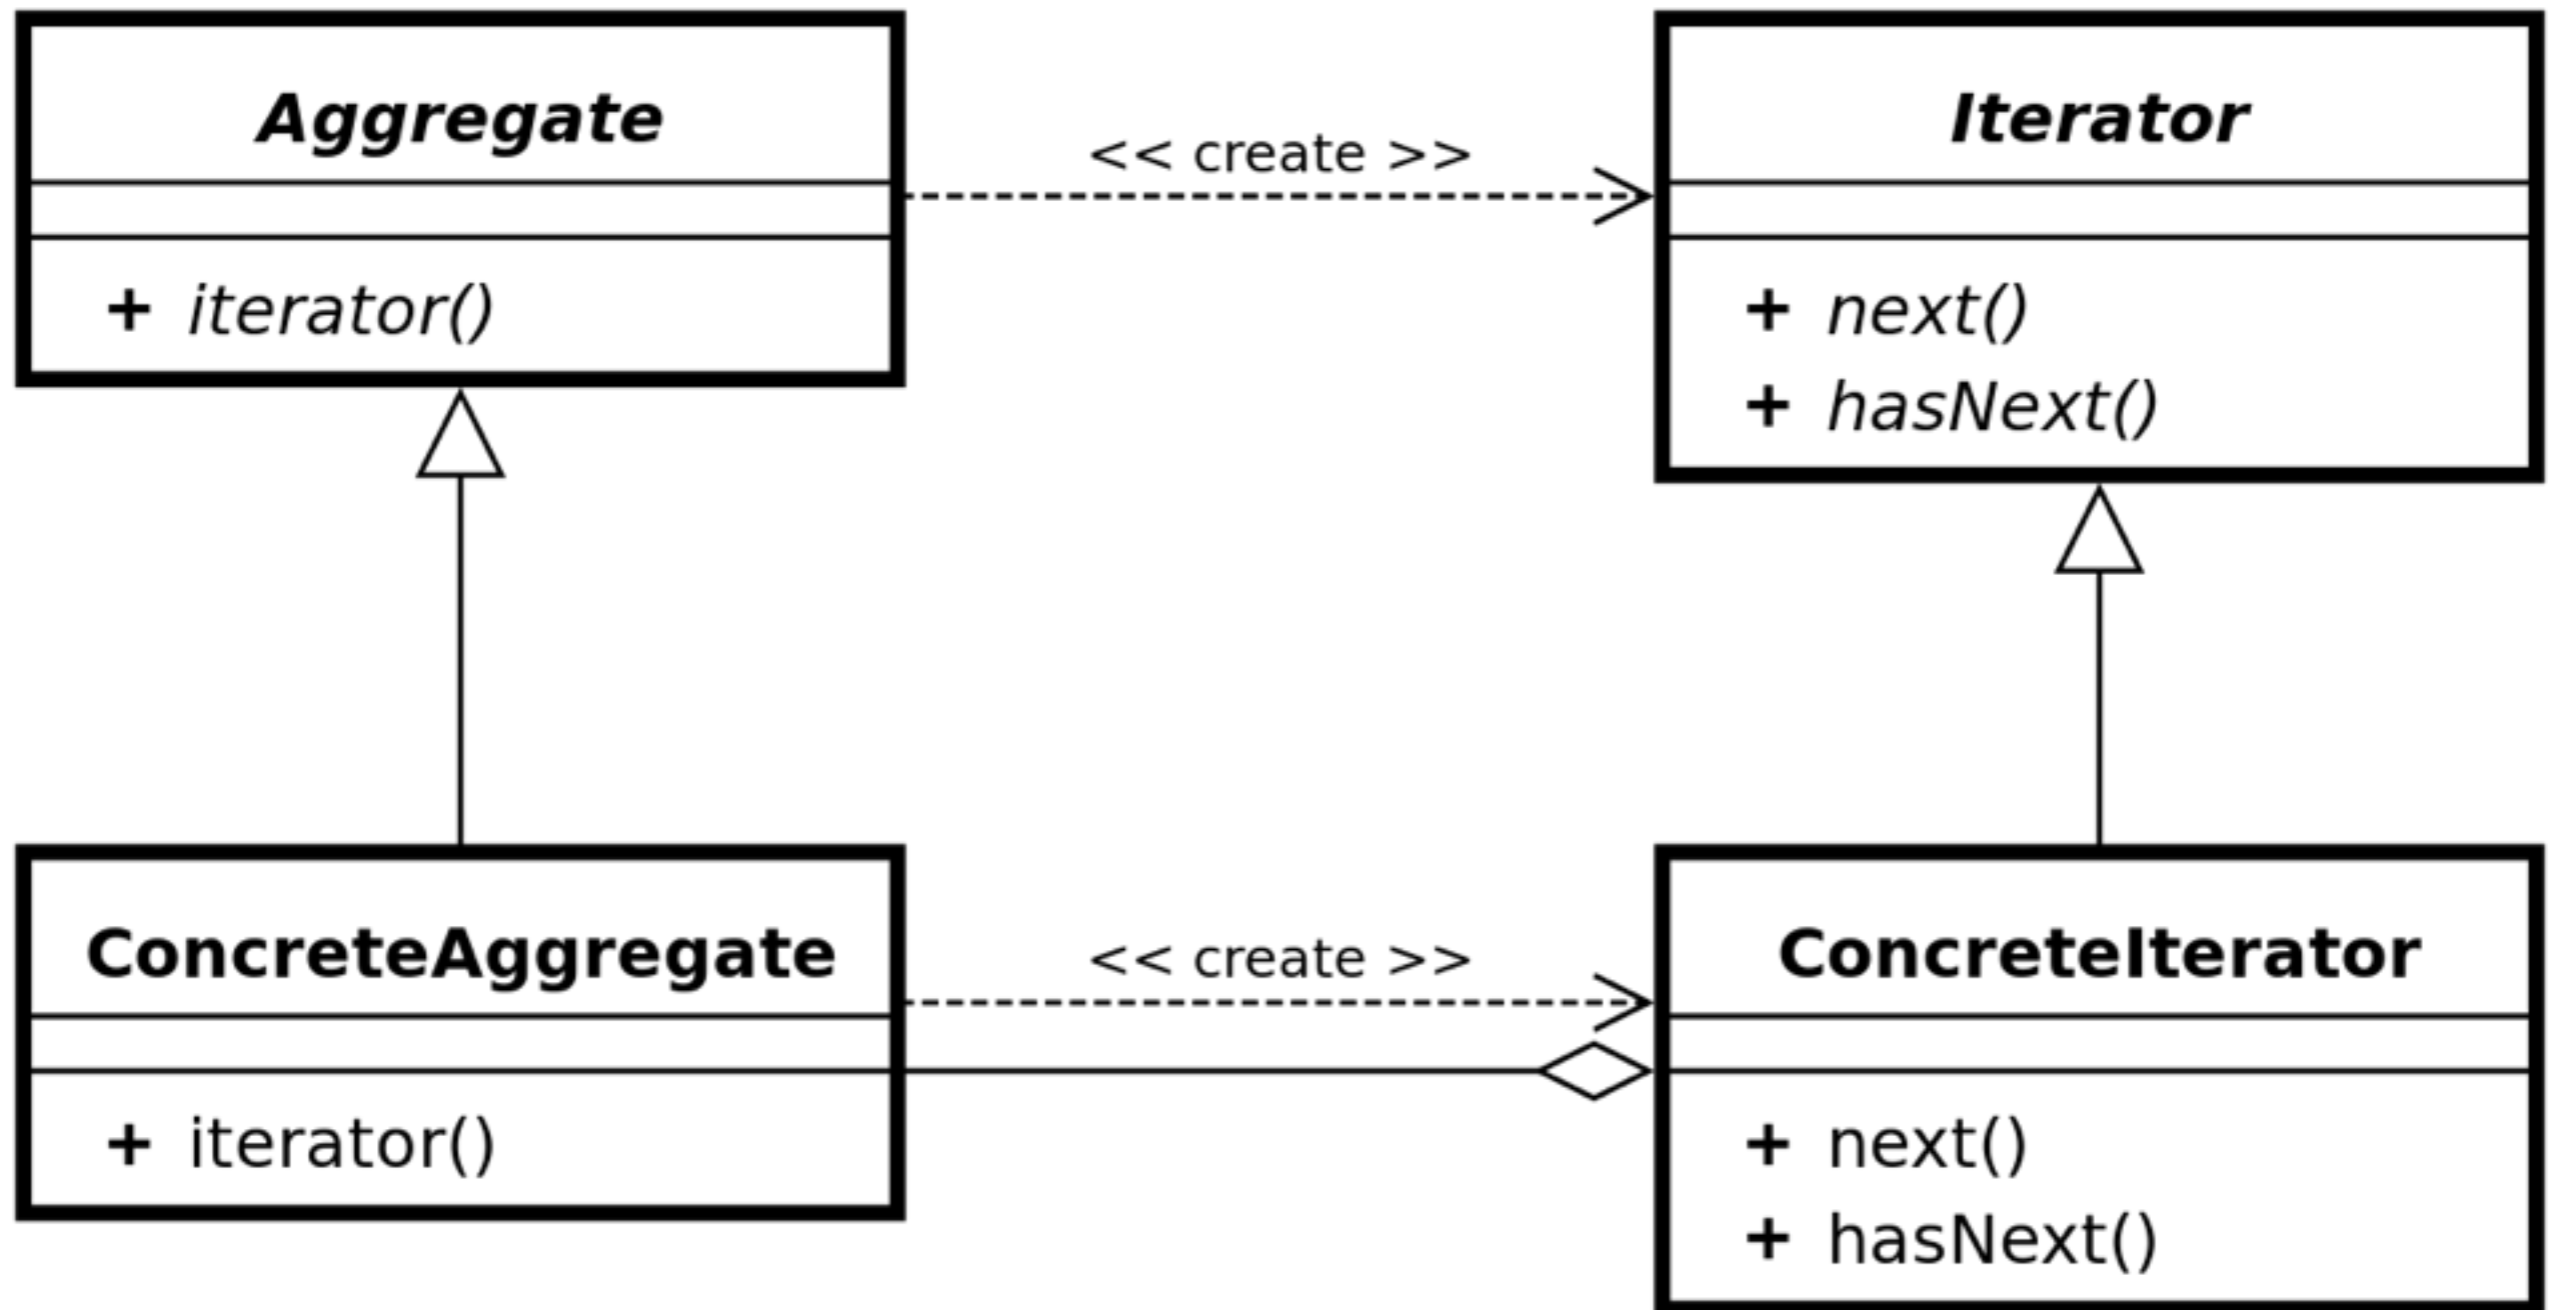 Aggregate
+ iterator()
<< create >>
Iterator
+ next()
+ hasNext()
ConcreteAggregate
+ iterator()
<< create >>
ConcreteIterator
+ next()
+ hasNext()